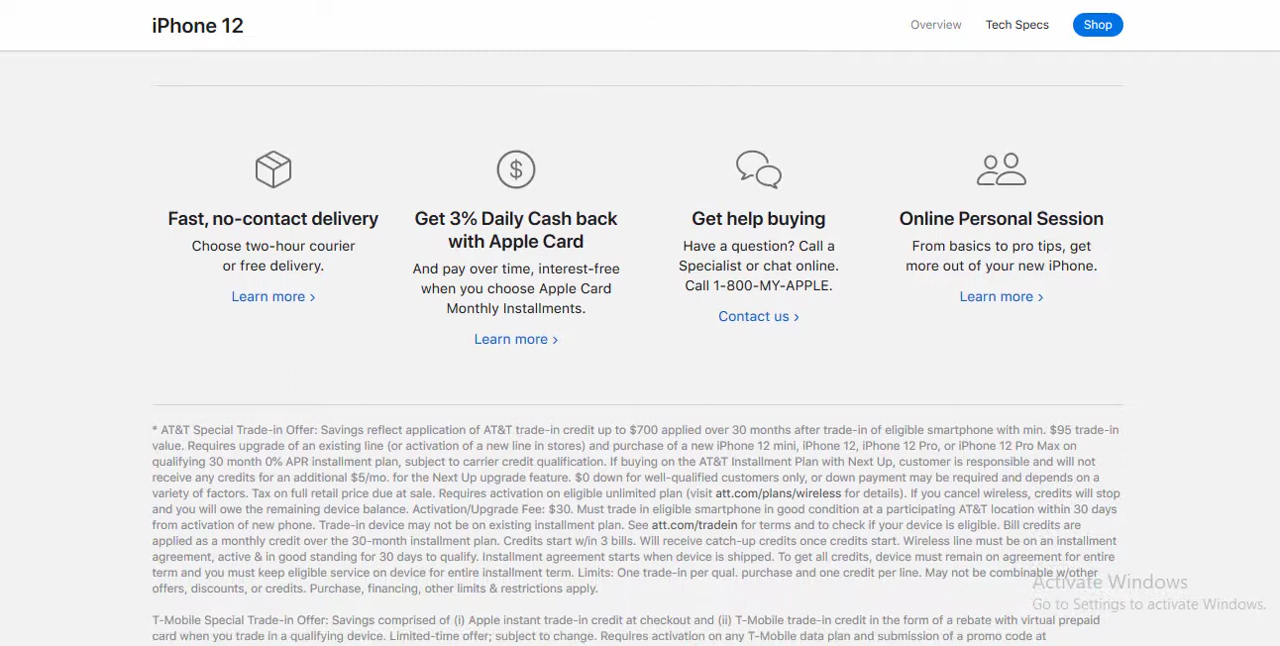 iPhone 12
Overview
Tech Specs
Shop
Fast, no-contact delivery
Choose two-hour courier
or free delivery.
Learn more ›
Get 3% Daily Cash back
with Apple Card
And pay over time, interest-free
when you choose Apple Card
Monthly Installments.
Learn more ›
Get help buying
Have a question? Call a
Specialist or chat online.
Call 1-800-MY-APPLE.
Contact us ›
Online Personal Session
From basics to pro tips, get
more out of your new iPhone.
Learn more ›
* AT&T Special Trade-in Offer: Savings reflect application of AT&T trade-in credit up to $700 applied over 30 months after trade-in of eligible smartphone with min. $95 trade-in
value. Requires upgrade of an existing line (or activation of a new line in stores) and purchase of a new iPhone 12 mini, iPhone 12, iPhone 12 Pro, or iPhone 12 Pro Max on
qualifying 30 month 0% APR installment plan, subject to carrier credit qualification. If buying on the AT&T Installment Plan with Next Up, customer is responsible and will not
receive any credits for an additional $5/mo. for the Next Up upgrade feature. $0 down for well-qualified customers only, or down payment may be required and depends on a
variety of factors. Tax on full retail price due at sale. Requires activation on eligible unlimited plan (visit att.com/plans/wireless for details). If you cancel wireless, credits will stop
and you will owe the remaining device balance. Activation/Upgrade Fee: $30. Must trade in eligible smartphone in good condition at a participating AT&T location within 30 days
from activation of new phone. Trade-in device may not be on existing installment plan. See att.com/tradein for terms and to check if your device is eligible. Bill credits are
applied as a monthly credit over the 30-month installment plan. Credits start w/in 3 bills. Will receive catch-up credits once credits start. Wireless line must be on an installment
agreement, active & in good standing for 30 days to qualify. Installment agreement starts when device is shipped. To get all credits, device must remain on agreement for entire
term and you must keep eligible service on device for entire installment term. Limits: One trade-in per qual. purchase and one credit per line. May not be combinable w/other
offers, discounts, or credits. Purchase, financing, other limits & restrictions apply.
Activate Windows
Go to Settings to activate Windows.
T-Mobile Special Trade-in Offer: Savings comprised of (i) Apple instant trade-in credit at checkout and (ii) T-Mobile trade-in credit in the form of a rebate with virtual prepaid
card when you trade in a qualifying device. Limited-time offer; subject to change. Requires activation on any T-Mobile data plan and submission of a promo code at